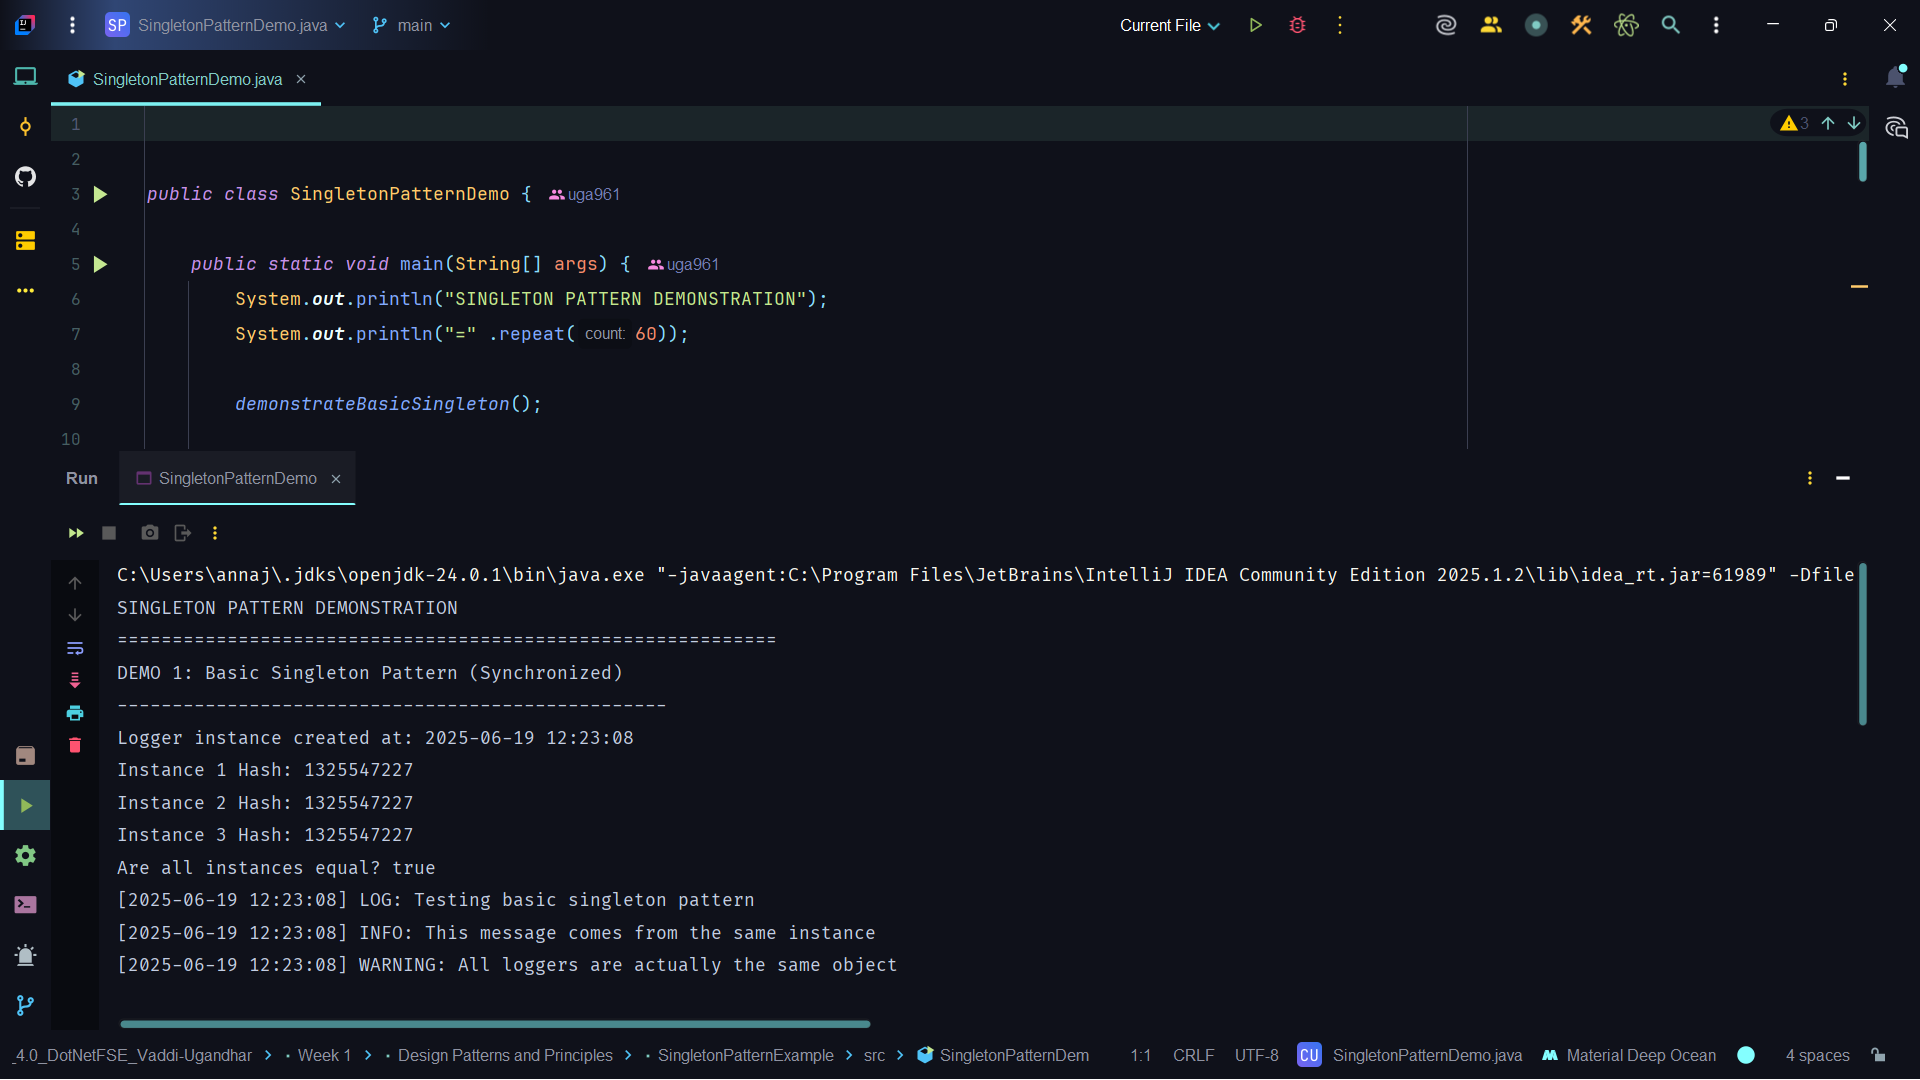 SP SingletonPatternDemo.java main Current File
SingletonPatternDemo.java
1
3
2
3 public class SingletonPatternDemo { uga961
4
5 public static void main(String[] args) { uga961
6 System.out.println("SINGLETON PATTERN DEMONSTRATION");
7 System.out.println("=" .repeat( count: 60));
8
9 demonstrateBasicSingleton();
10
Run SingletonPatternDemo
C:\Users\annaj\.jdks\openjdk-24.0.1\bin\java.exe "-javaagent:C:\Program Files\JetBrains\IntelliJ IDEA Community Edition 2025.1.2\lib\idea_rt.jar=61989" -Dfile
SINGLETON PATTERN DEMONSTRATION
============================================================
DEMO 1: Basic Singleton Pattern (Synchronized)
--------------------------------------------------
Logger instance created at: 2025-06-19 12:23:08
Instance 1 Hash: 1325547227
Instance 2 Hash: 1325547227
Instance 3 Hash: 1325547227
Are all instances equal? true
[2025-06-19 12:23:08] LOG: Testing basic singleton pattern
[2025-06-19 12:23:08] INFO: This message comes from the same instance
[2025-06-19 12:23:08] WARNING: All loggers are actually the same object
_4.0_DotNetFSE_Vaddi-Ugandhar Week 1 Design Patterns and Principles SingletonPatternExample src SingletonPatternDem 1:1 CRLF UTF-8 CU SingletonPatternDemo.java Material Deep Ocean 4 spaces